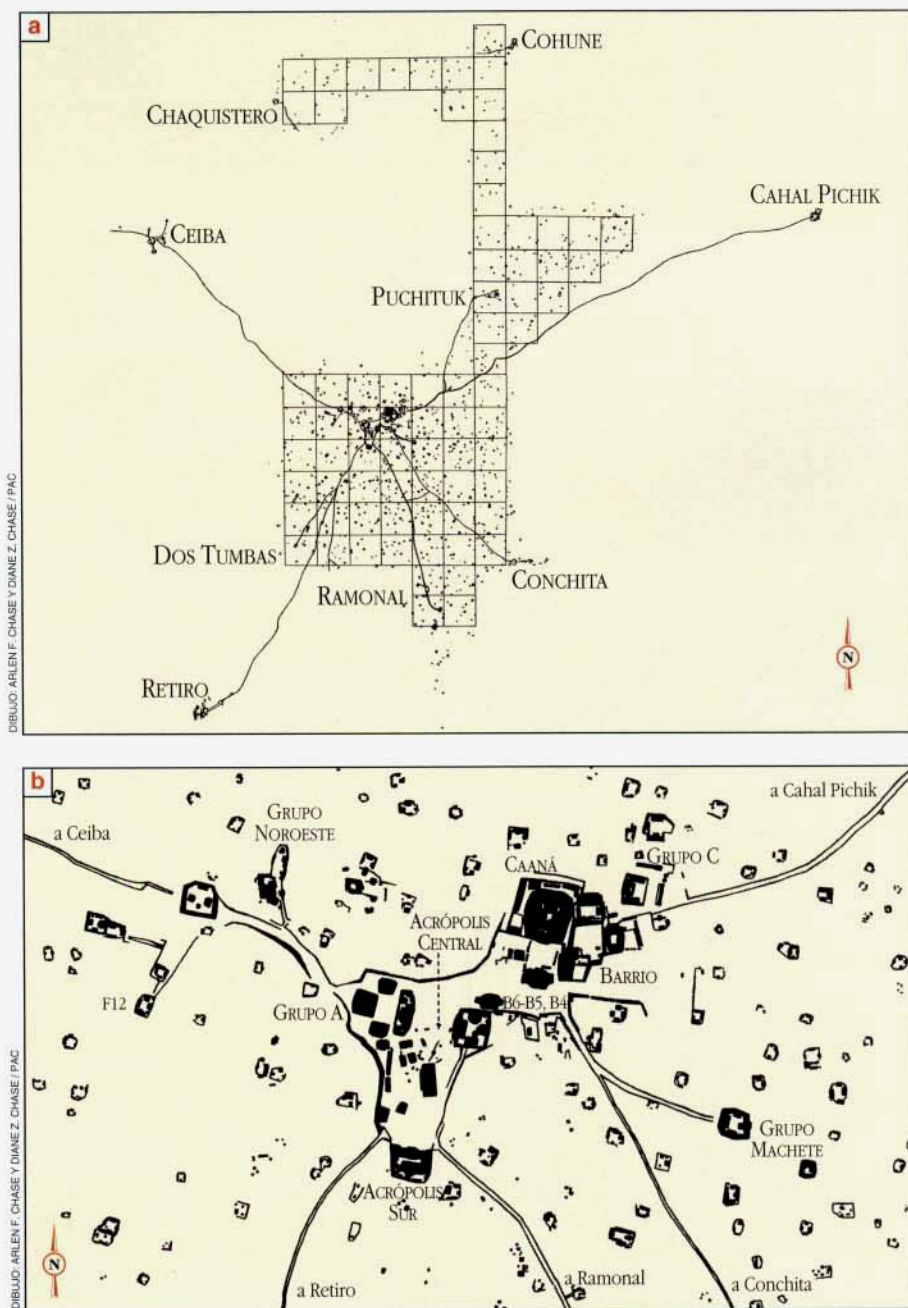 a
COHUNE
CHAQUISTERO
CAHAL PICHIK
CEIBA
PUCHITUK
DOS TUMBAS
CONCHITA
RAMONAL
RETIRO
N
DIBUJO: ARLEN F. CHASE Y DIANE Z. CHASE / PAC
b
a Cahal Pichik
GRUPO
NOROESTE
a Ceiba
CAANÁ
GRUPO C
ACRÓPOLIS
CENTRAL
BARRIO
F12
GRUPO A
B6-B5, B4
GRUPO
MACHETE
ACRÓPOLIS
SUR
N
a Retiro
a Ramonal
a Conchita
DIBUJO: ARLEN F. CHASE Y DIANE Z. CHASE / PAC